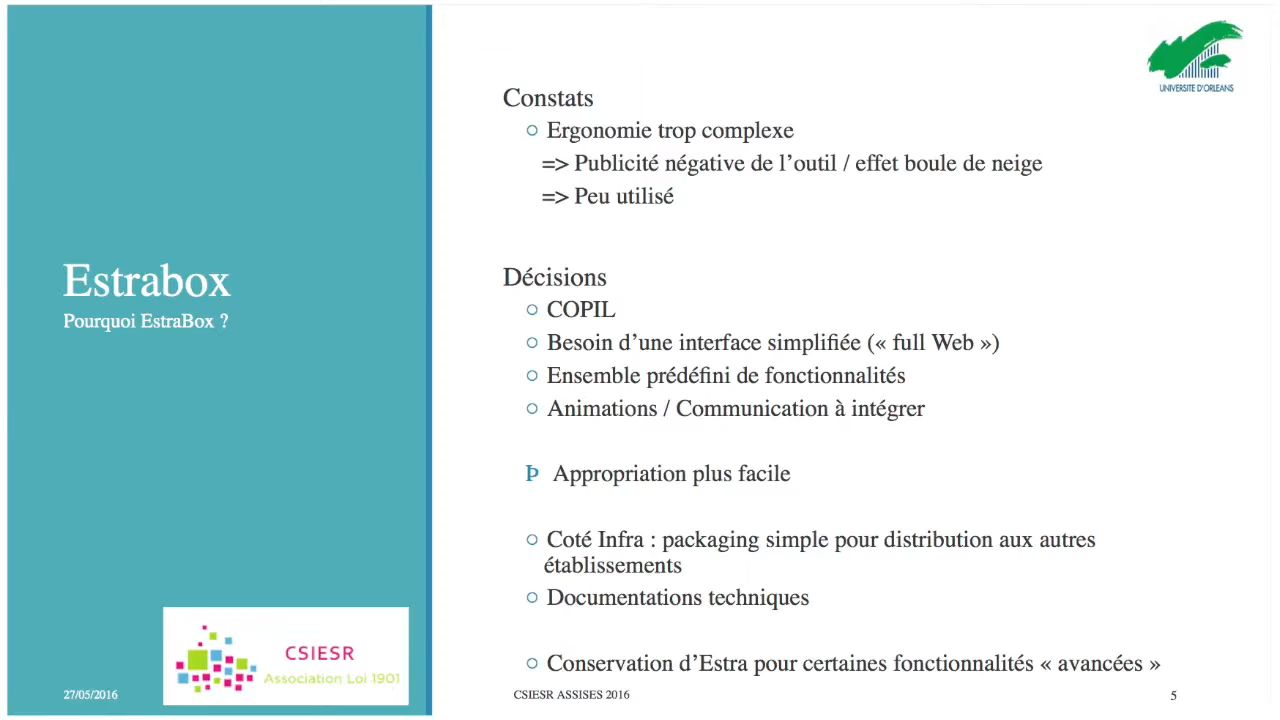 UNIVERSITE D'ORLEANS
Estrabox
Pourquoi EstraBox ?
Constats
○ Ergonomie trop complexe
=> Publicité négative de l’outil / effet boule de neige
=> Peu utilisé
Décisions
○ COPIL
○ Besoin d’une interface simplifiée (« full Web »)
○ Ensemble prédéfini de fonctionnalités
○ Animations / Communication à intégrer
Þ Appropriation plus facile
○ Coté Infra : packaging simple pour distribution aux autres
établissements
○ Documentations techniques
○ Conservation d’Estra pour certaines fonctionnalités « avancées »
CSIESR
Association Loi 1901
27/05/2016
CSIESR ASSISES 2016
5